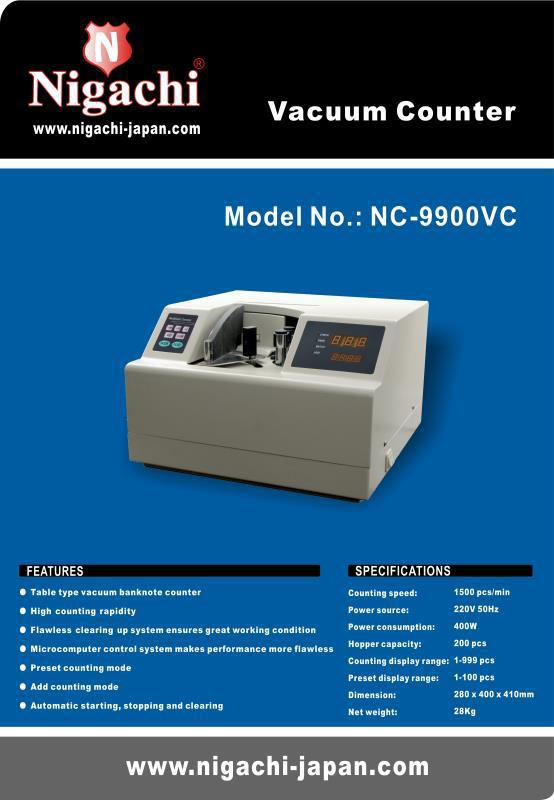 N
Nigachi®
www.nigachi-japan.com
Vacuum Counter
Model No.: NC-9900VC
FEATURES
Table type vacuum banknote counter
High counting rapidity
Flawless clearing up system ensures great working condition
Microcomputer control system makes performance more flawless
Preset counting mode
Add counting mode
Automatic starting, stopping and clearing
SPECIFICATIONS
Counting speed: 1500 pcs/min
Power source: 220V 50Hz
Power consumption: 400W
Hopper capacity: 200 pcs
Counting display range: 1-999 pcs
Preset display range: 1-100 pcs
Dimension: 280 x 400 x 410mm
Net weight: 28Kg
www.nigachi-japan.com